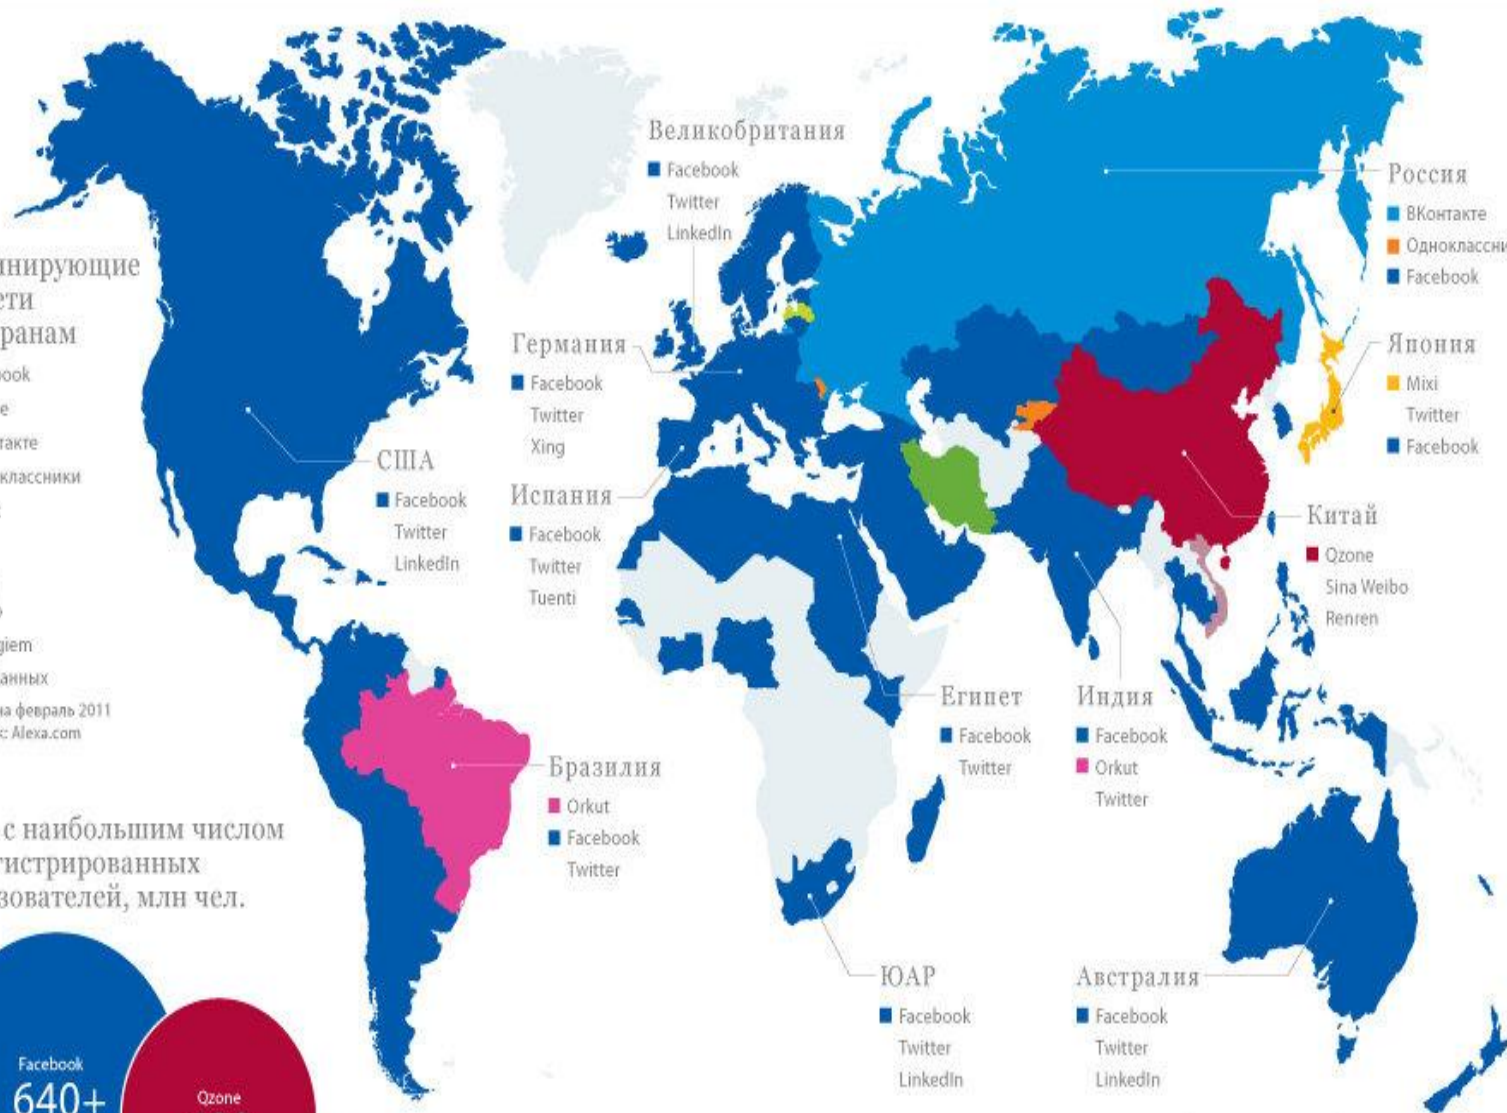 Великобритания
Facebook
Twitter
LinkedIn
Россия
ВКонтакте
Одноклассни
Facebook
инирующие
ети
ранам
ook
е
такте
классники
giem
анных
на февраль 2011
к: Alexa.com
Германия
Facebook
Twitter
Xing
Япония
Mixi
Twitter
Facebook
США
Facebook
Twitter
LinkedIn
Испания
Facebook
Twitter
Tuenti
Китай
Qzone
Sina Weibo
Renren
Египет
Facebook
Twitter
Индия
Facebook
Orkut
Twitter
Бразилия
Orkut
Facebook
Twitter
с наибольшим числом
гистрированных
зователей, млн чел.
ЮАР
Facebook
Twitter
LinkedIn
Австралия
Facebook
Twitter
LinkedIn
Facebook
640+
Qzone